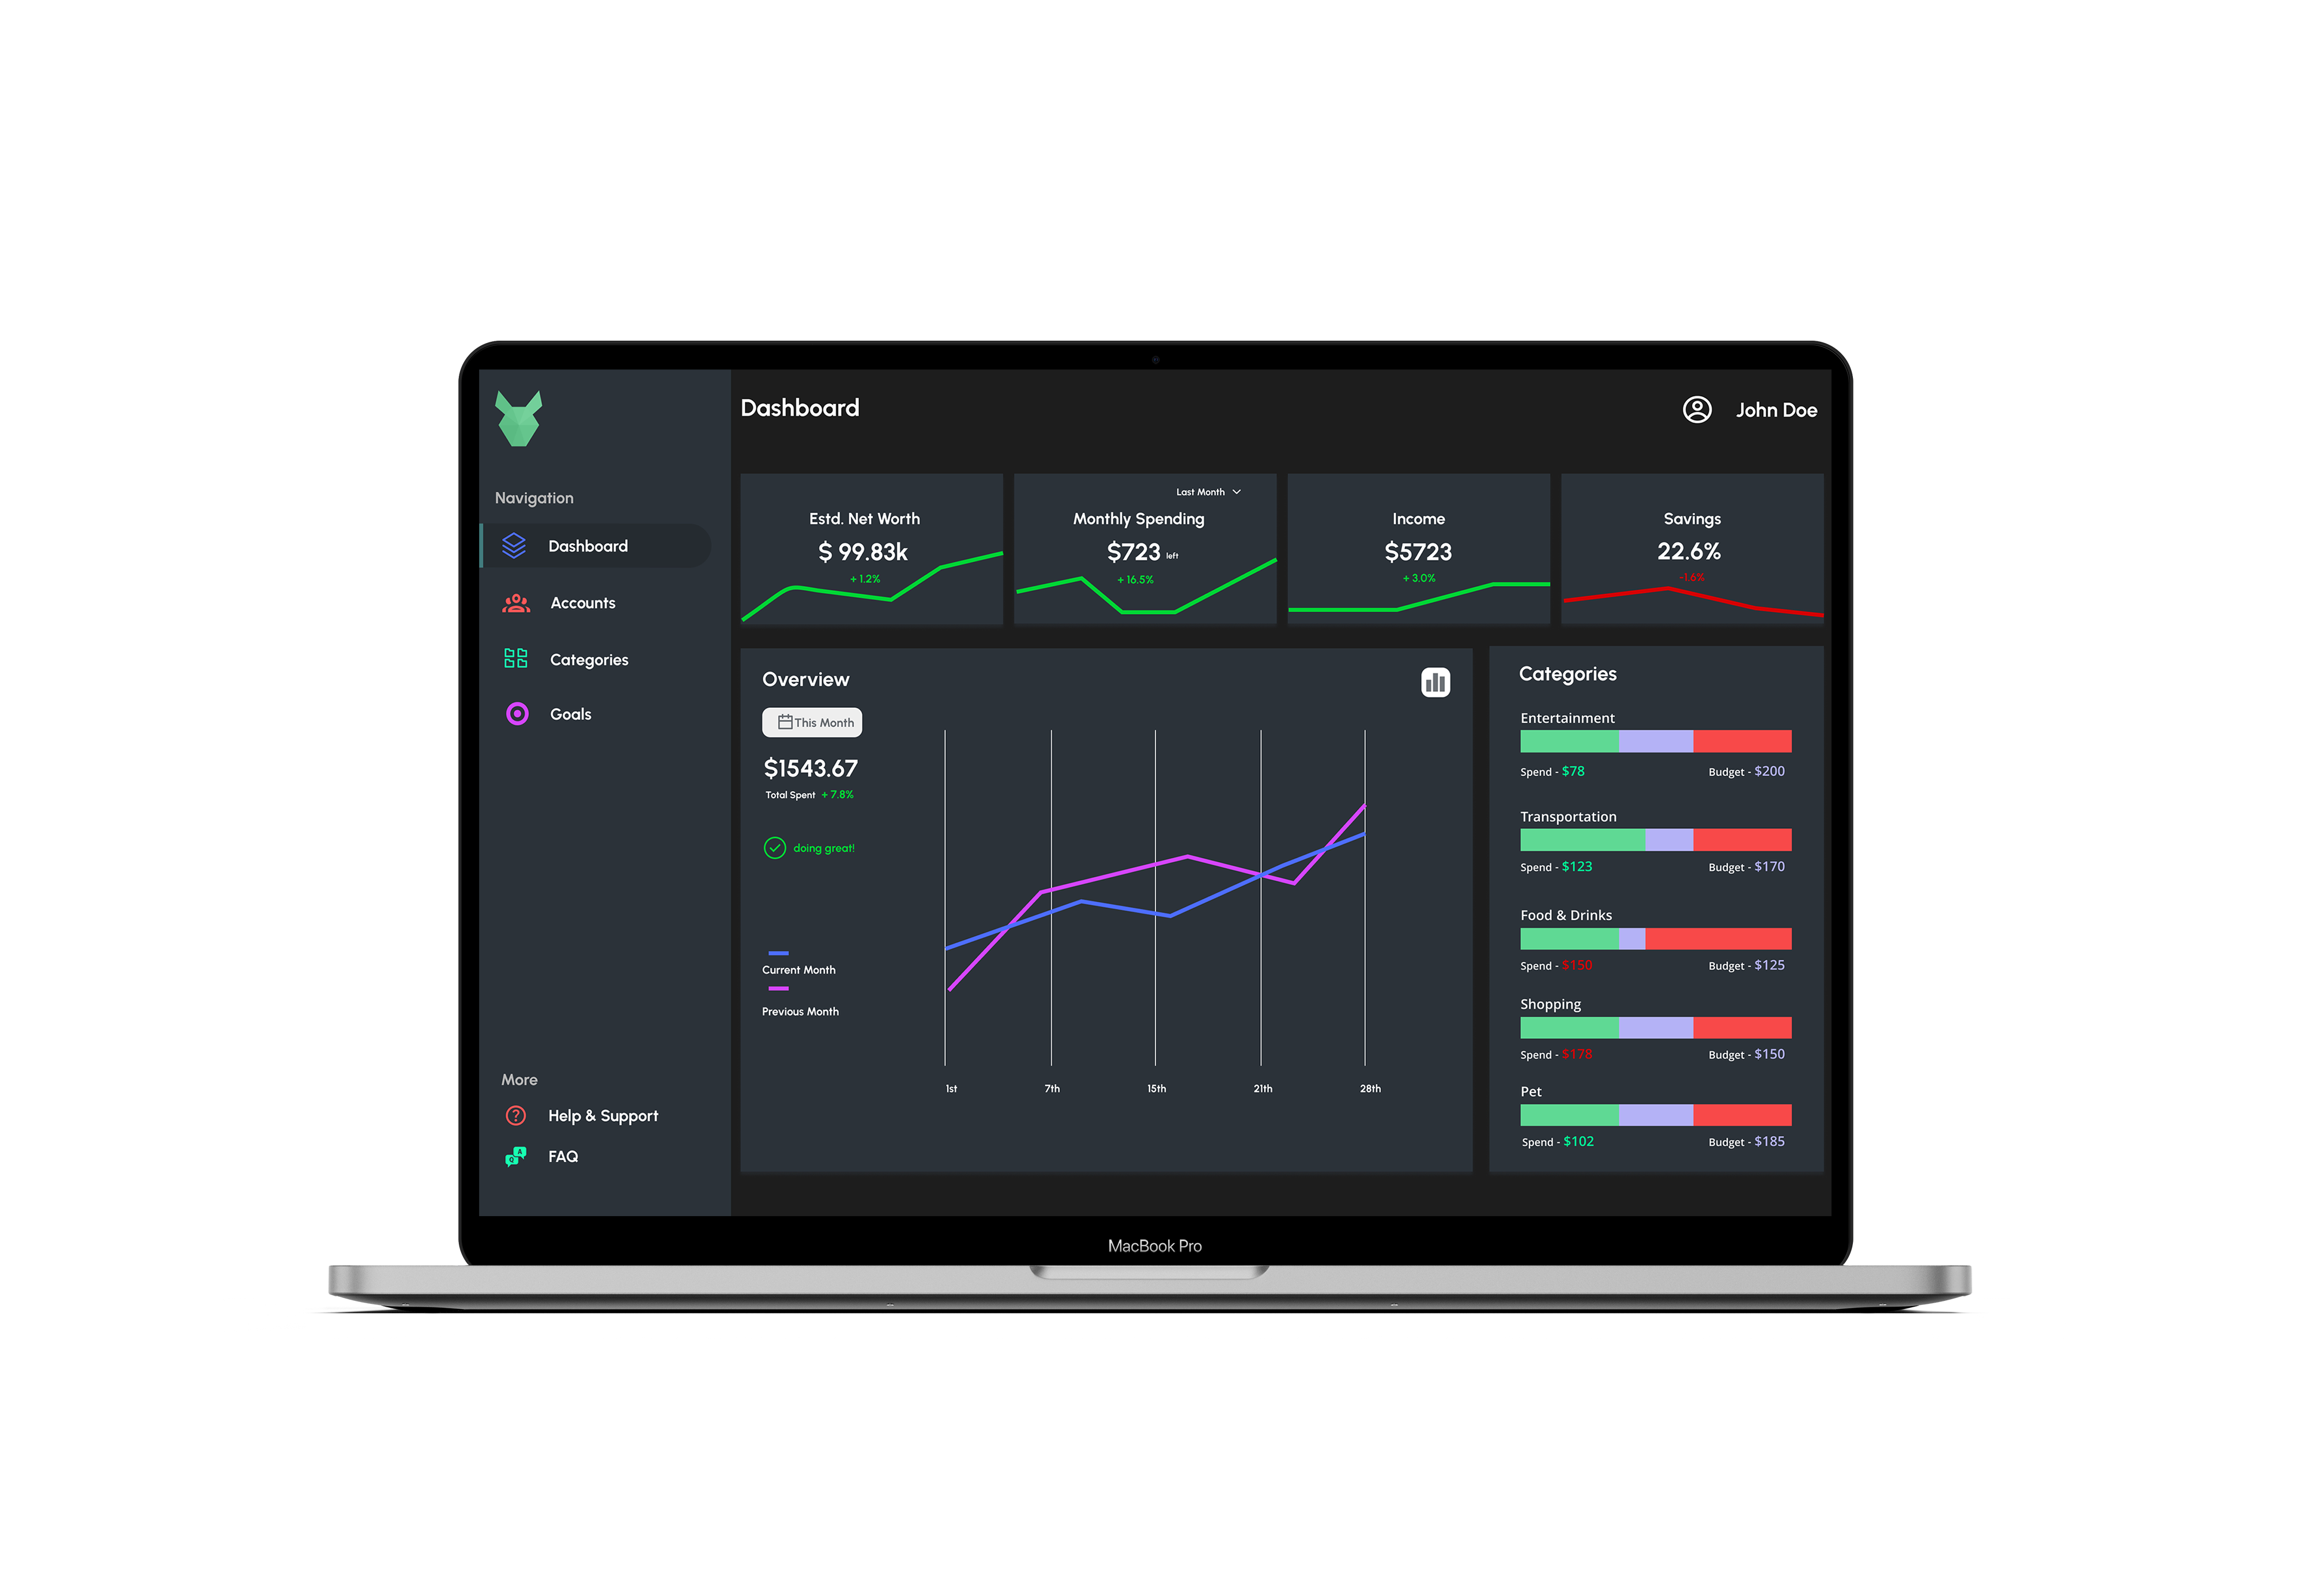 Dashboard
John Doe
Navigation
Dashboard
Accounts
Categories
Goals
More
Help & Support
FAQ
Estd. Net Worth
$ 99.83k
+ 1.2%
Last Month
Monthly Spending
$723 left
+ 16.5%
Income
$5723
+ 3.0%
Savings
22.6%
-1.6%
Overview
This Month
$1543.67
Total Spent + 7.8%
doing great!
Current Month
Previous Month
1st 7th 15th 21th 28th
Categories
Entertainment
Spend - $78 Budget - $200
Transportation
Spend - $123 Budget - $170
Food & Drinks
Spend - $150 Budget - $125
Shopping
Spend - $178 Budget - $150
Pet
Spend - $102 Budget - $185
MacBook Pro